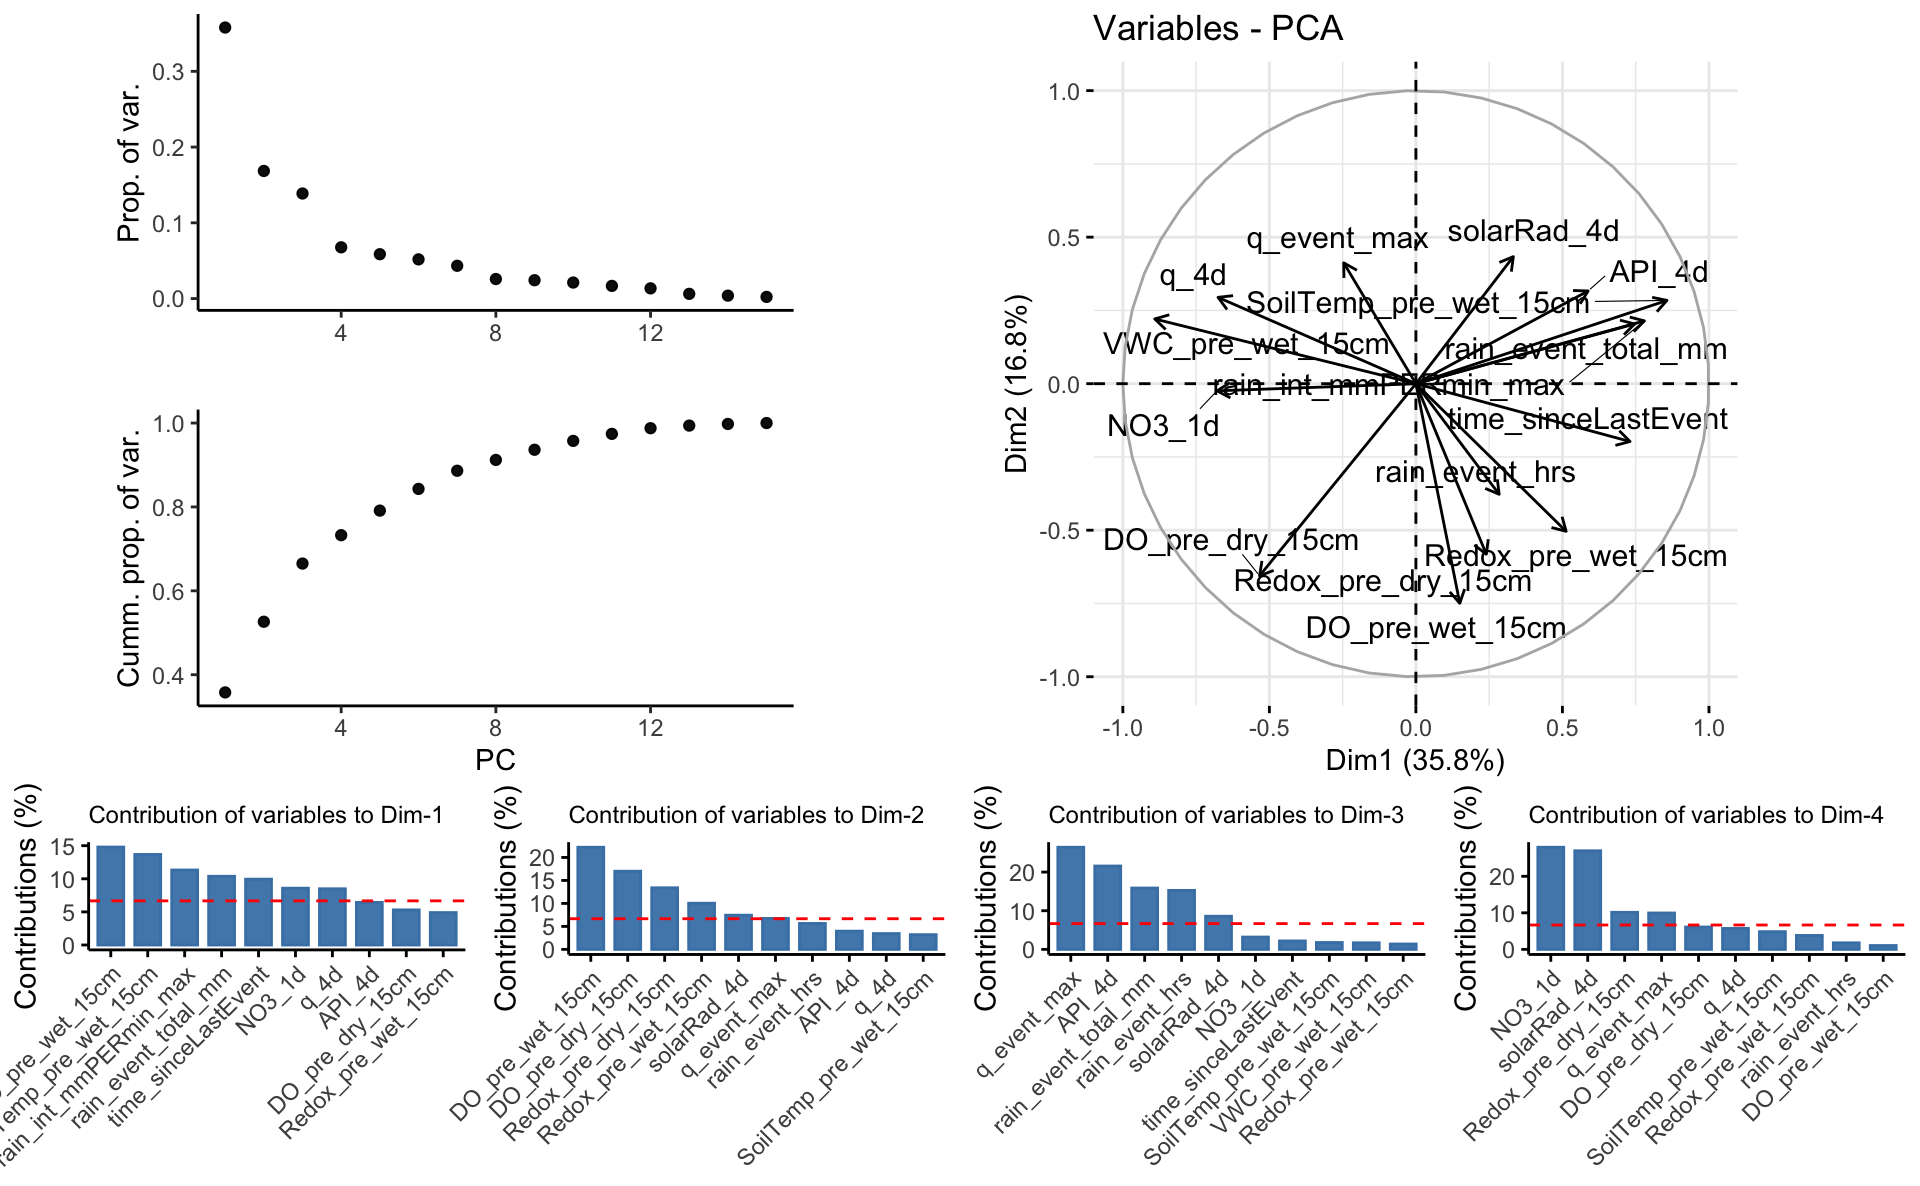 Prop. of var.
0.3
0.2
0.1
0.0
4
8
12
Cumm. prop. of var.
1.0
0.8
0.6
0.4
4
8
12
PC
Variables - PCA
Dim2 (16.8%)
1.0
0.5
0.0
-0.5
-1.0
q_event_max
solarRad_4d
q_4d
API_4d
SoilTemp_pre_wet_15cm
VWC_pre_wet_15cm
rain_event_total_mm
rain_int_mmPERmin_max
NO3_1d
time_sinceLastEvent
rain_event_hrs
DO_pre_dry_15cm
Redox_pre_wet_15cm
Redox_pre_dry_15cm
DO_pre_wet_15cm
-1.0
-0.5
0.0
0.5
1.0
Dim1 (35.8%)
Contribution of variables to Dim-1
Contributions (%)
15
10
5
0
_pre_wet_15cm
Temp_pre_wet_15cm
rain_int_mmPERmin_max
rain_event_total_mm
time_sinceLastEvent
NO3_1d
q_4d
API_4d
DO_pre_dry_15cm
Redox_pre_wet_15cm
Contribution of variables to Dim-2
Contributions (%)
20
15
10
5
0
DO_pre_wet_15cm
DO_pre_dry_15cm
Redox_pre_dry_15cm
Redox_pre_wet_15cm
solarRad_4d
q_event_max
rain_event_hrs
API_4d
q_4d
SoilTemp_pre_wet_15cm
Contribution of variables to Dim-3
Contributions (%)
20
10
0
q_event_max
API_4d
rain_event_total_mm
rain_event_hrs
solarRad_4d
NO3_1d
time_sinceLastEvent
SoilTemp_pre_wet_15cm
VWC_pre_wet_15cm
Redox_pre_wet_15cm
Contribution of variables to Dim-4
Contributions (%)
20
10
0
NO3_1d
solarRad_4d
Redox_pre_dry_15cm
q_event_max
DO_pre_dry_15cm
q_4d
SoilTemp_pre_wet_15cm
Redox_pre_wet_15cm
rain_event_hrs
DO_pre_wet_15cm